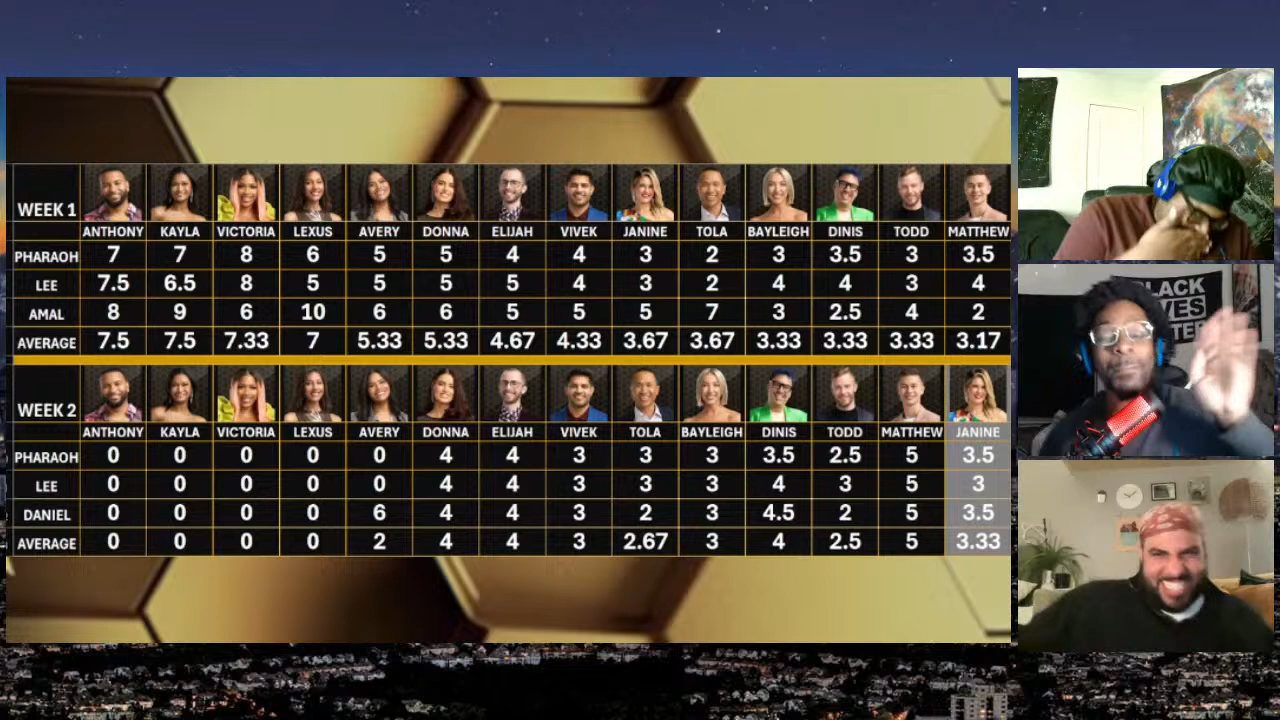 WEEK 1
ANTHONY KAYLA VICTORIA LEXUS AVERY DONNA ELIJAH VIVEK JANINE TOLA BAYLEIGH DINIS TODD MATTHEW
PHARAOH 7 7 8 6 5 5 4 4 3 2 3 3.5 3 3.5
LEE 7.5 6.5 8 5 5 5 5 4 3 2 4 4 3 4
AMAL 8 9 6 10 6 6 5 5 5 7 3 2.5 4 2
AVERAGE 7.5 7.5 7.33 7 5.33 5.33 4.67 4.33 3.67 3.67 3.33 3.33 3.33 3.17
WEEK 2
ANTHONY KAYLA VICTORIA LEXUS AVERY DONNA ELIJAH VIVEK TOLA BAYLEIGH DINIS TODD MATTHEW JANINE
PHARAOH 0 0 0 0 0 4 4 3 3 3 3.5 2.5 5 3.5
LEE 0 0 0 0 0 4 4 3 3 3 4 3 5 3
DANIEL 0 0 0 0 6 4 4 3 2 3 4.5 2 5 3.5
AVERAGE 0 0 0 0 2 4 4 3 2.67 3 4 2.5 5 3.33